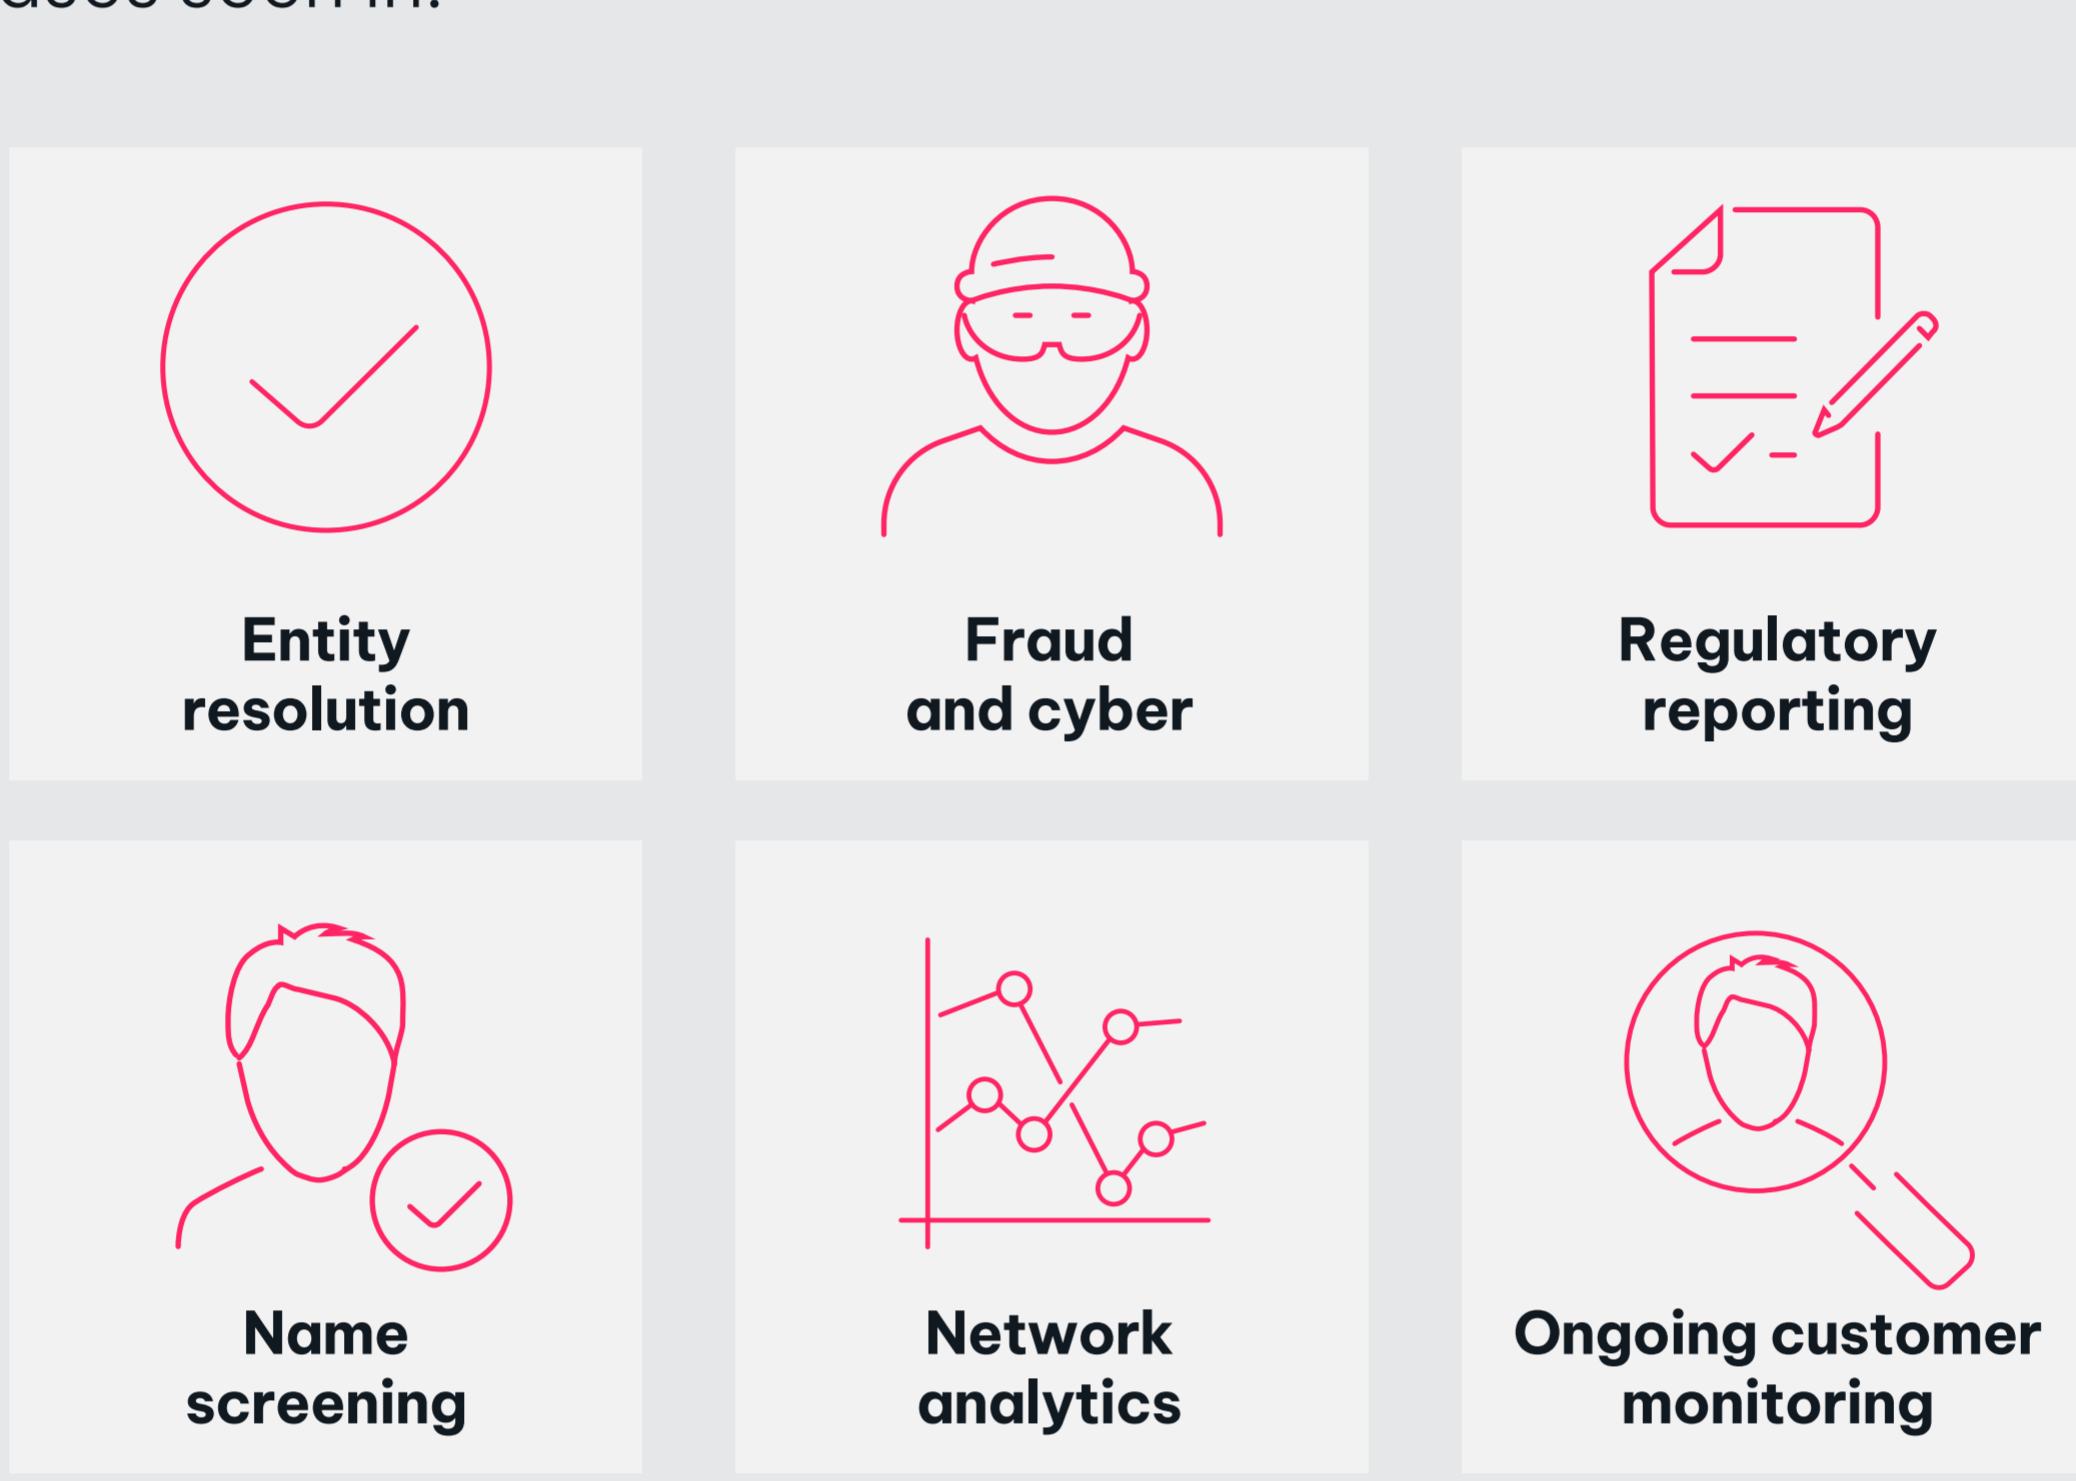 Entity
resolution
Fraud
and cyber
Regulatory
reporting
Name
screening
Network
analytics
Ongoing customer
monitoring